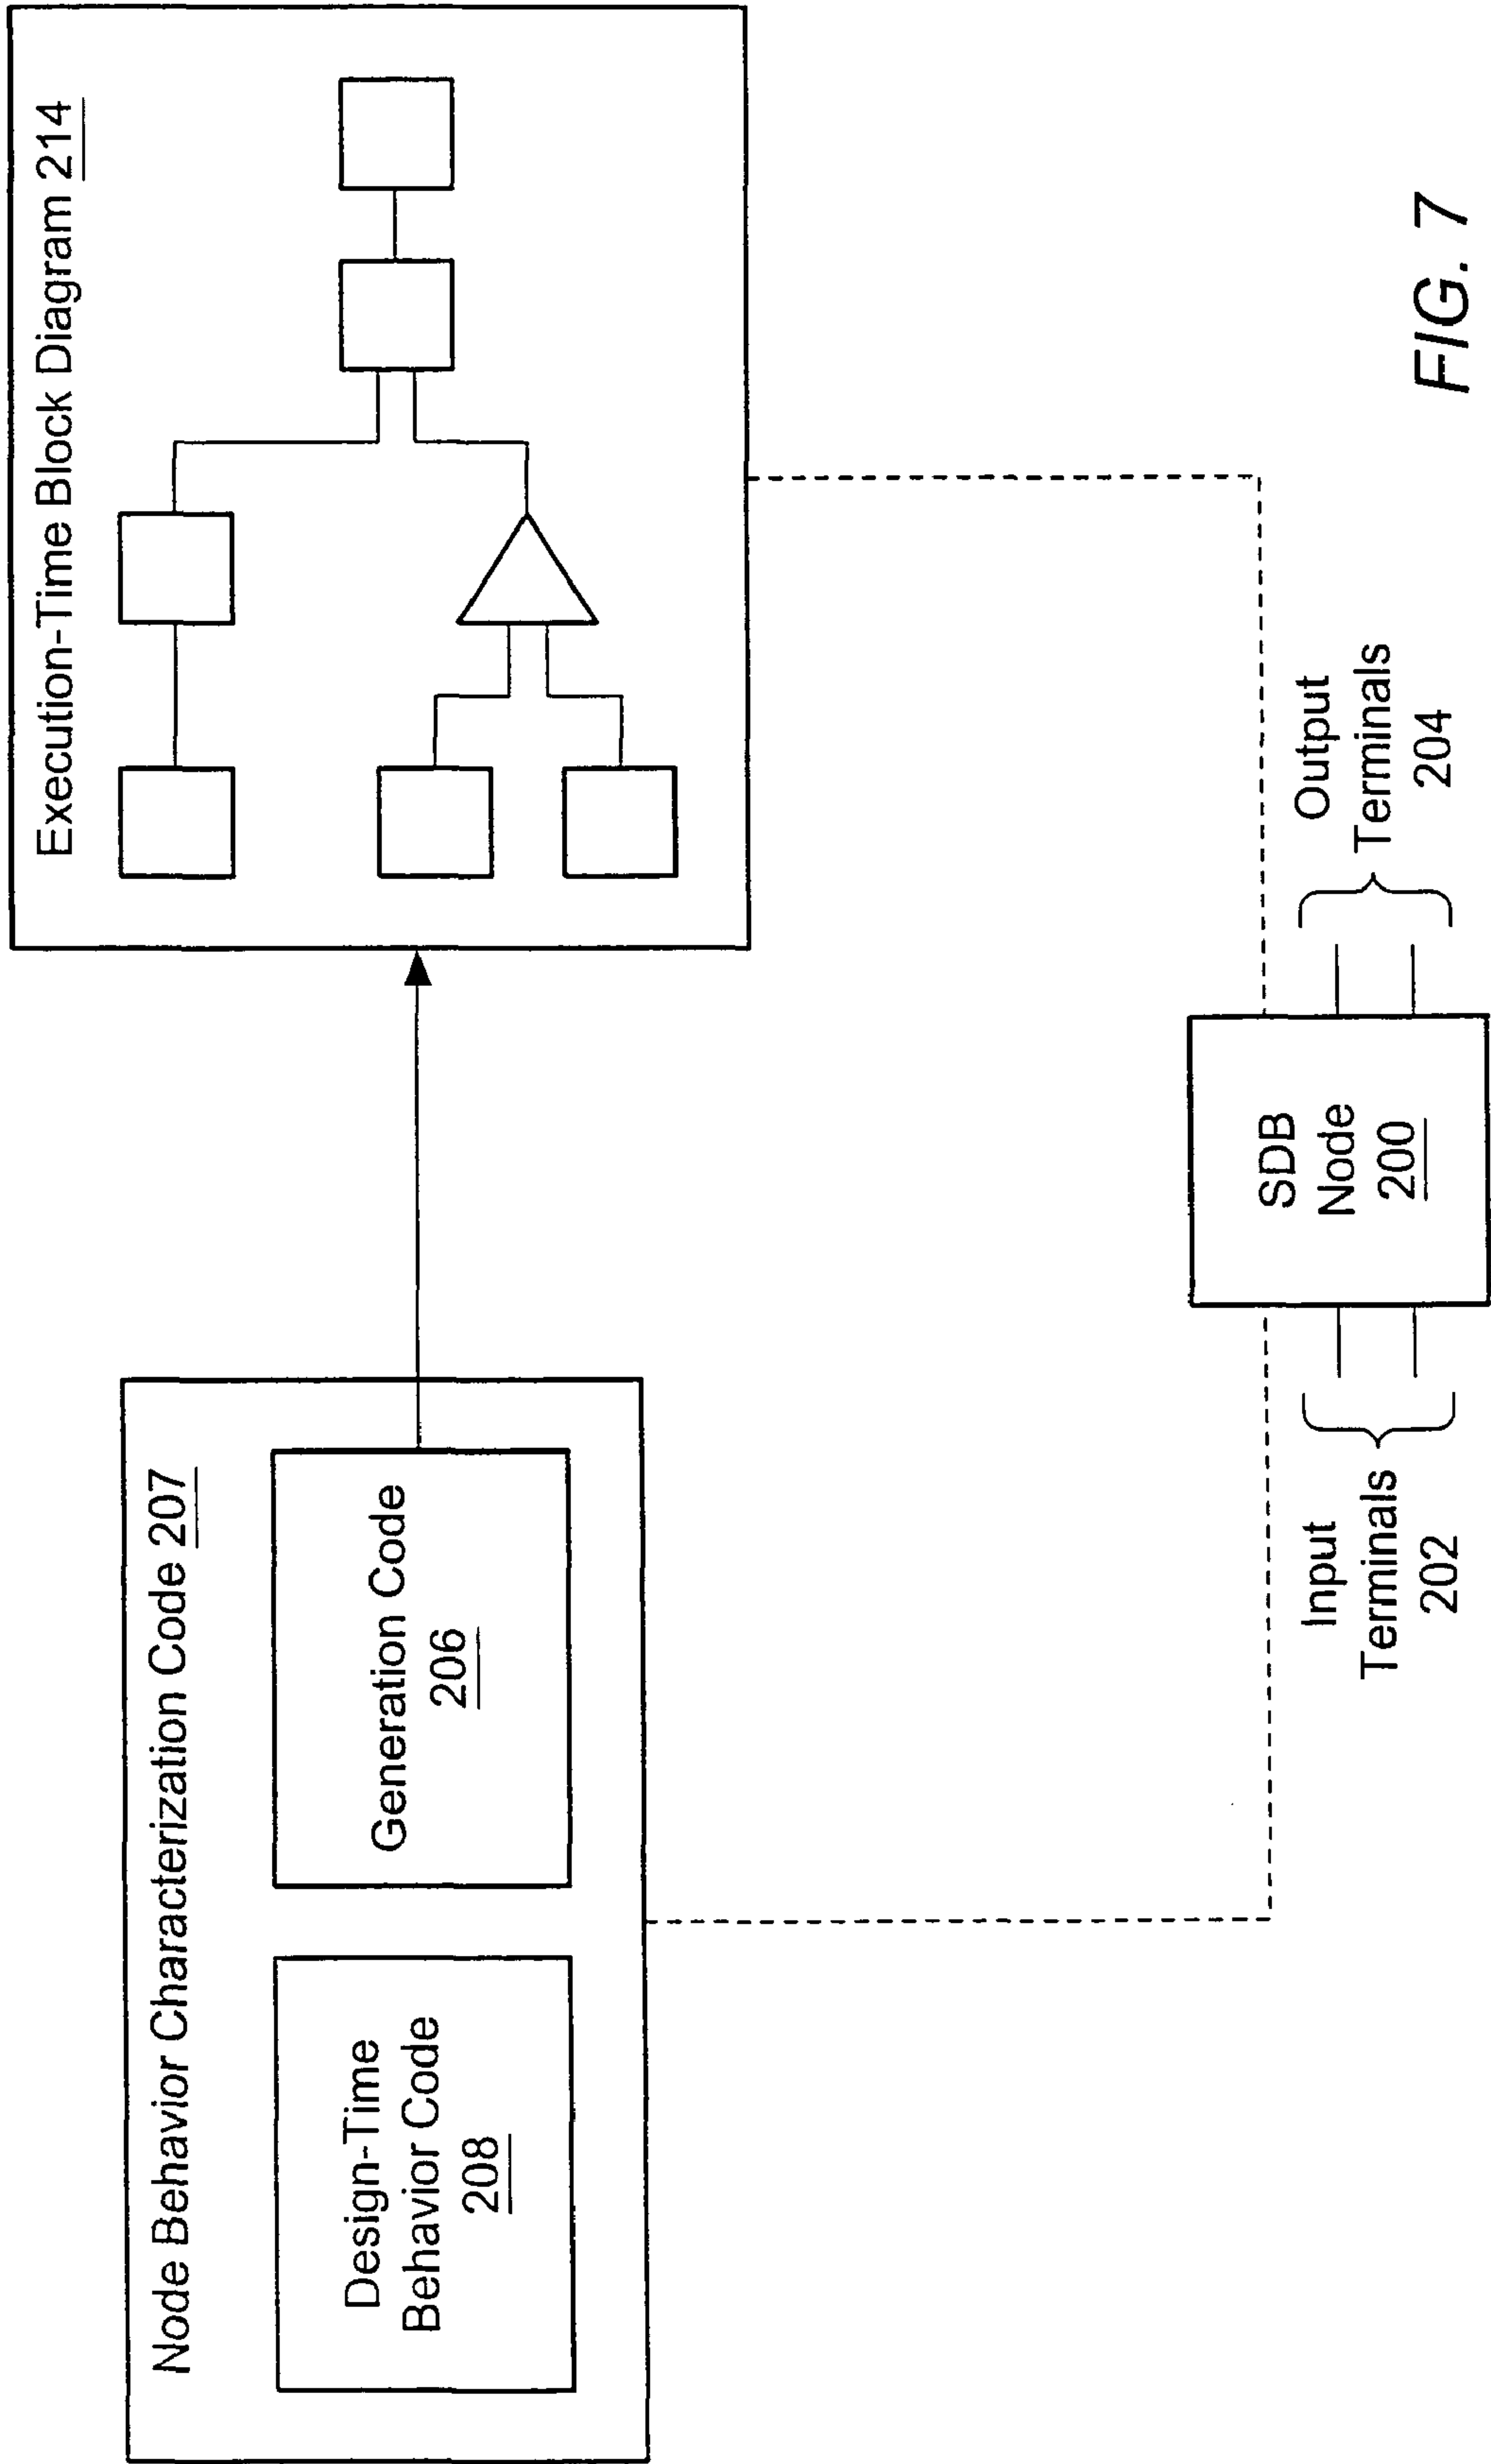 Node Behavior Characterization Code 207
Design-Time
Behavior Code
208
Generation Code
206
Execution-Time Block Diagram 214
Input
Terminals
202
SDB
Node
200
Output
Terminals
204
FIG. 7